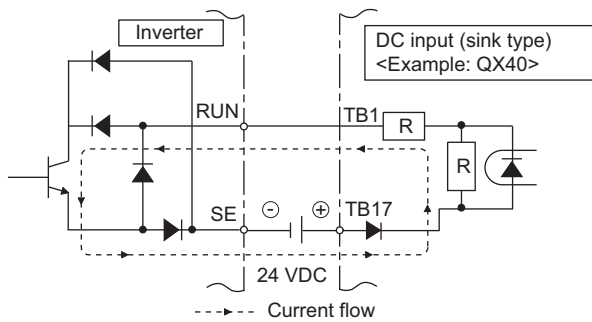 Inverter
DC input (sink type)
<Example: QX40>
RUN
TB1
R
R
SE
⊖
⊕
TB17
24 VDC
Current flow